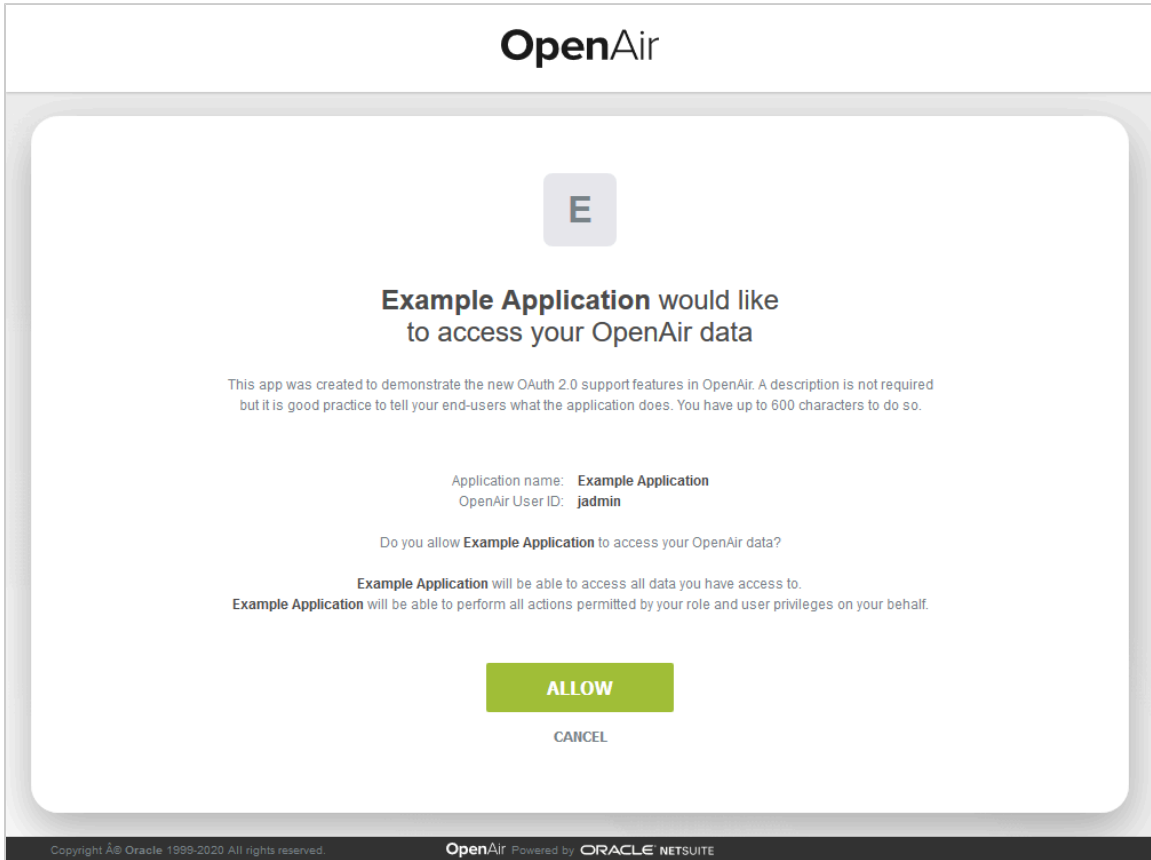 OpenAir
E
Example Application would like
to access your OpenAir data
This app was created to demonstrate the new OAuth 2.0 support features in OpenAir. A description is not required
but it is good practice to tell your end-users what the application does. You have up to 600 characters to do so.
Application name: Example Application
OpenAir User ID: jadmin
Do you allow Example Application to access your OpenAir data?
Example Application will be able to access all data you have access to.
Example Application will be able to perform all actions permitted by your role and user privileges on your behalf.
ALLOW
CANCEL
Copyright Â® Oracle 1999-2020 All rights reserved. OpenAir Powered by ORACLE® NETSUITE